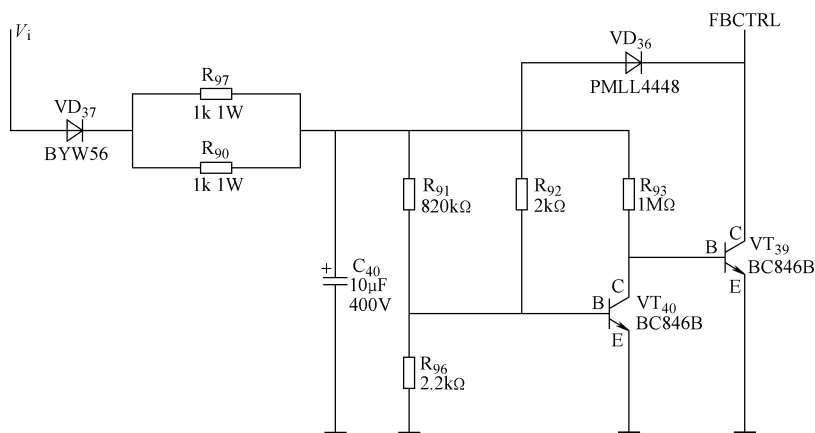 Vi
FBCTRL
VD36
PMLL4448
VD37
BYW56
R97
1k 1W
R90
1k 1W
R91
820kΩ
R92
2kΩ
R93
1MΩ
C
B
VT39
BC846B
E
+
C40
10μF
400V
C
B
VT40
BC846B
E
R96
2.2kΩ